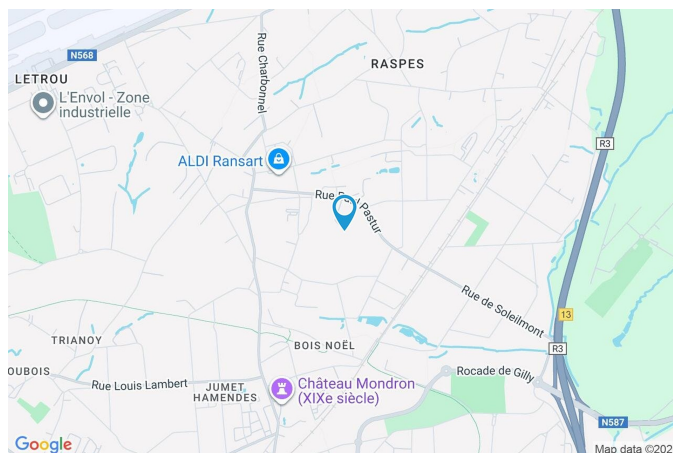 N568
LETROU
L'Envol - Zone
industrielle
Rue Charbonnel
RASPES
R3
ALDI Ransart
Rue Pastur
Rue de Soleilmont
13
R3
TRIANOY
OUBOIS
BOIS NOËL
Rue Louis Lambert
JUMET
HAMENDES
Château Mondron
(XIXe siècle)
Rocade de Gilly
N587
Google
Map data ©202